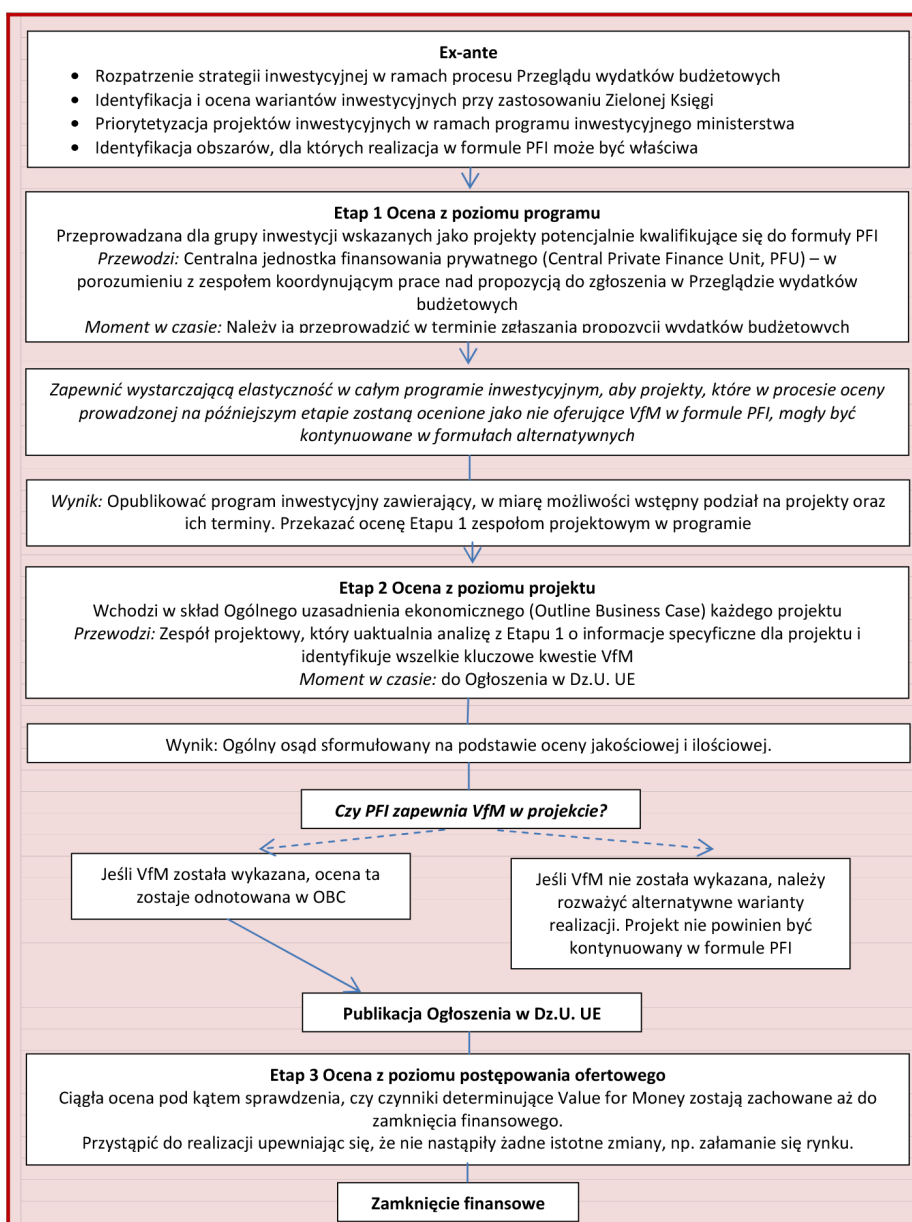 Ex-ante
• Rozpatrzenie strategii inwestycyjnej w ramach procesu Przeglądu wydatków budżetowych
• Identyfikacja i ocena wariantów inwestycyjnych przy zastosowaniu Zielonej Księgi
• Priorytetyzacja projektów inwestycyjnych w ramach programu inwestycyjnego ministerstwa
• Identyfikacja obszarów, dla których realizacja w formule PFI może być właściwa
Etap 1 Ocena z poziomu programu
Przeprowadzana dla grupy inwestycji wskazanych jako projekty potencjalnie kwalifikujące się do formuły PFI
Przewodzi: Centralna jednostka finansowania prywatnego (Central Private Finance Unit, PFU) – w
porozumieniu z zespołem koordynującym prace nad propozycją do zgłoszenia w Przeglądzie wydatków
budżetowych
Moment w czasie: Należy ją przeprowadzić w terminie zgłaszania propozycji wydatków budżetowych
Zapewnić wystarczającą elastyczność w całym programie inwestycyjnym, aby projekty, które w procesie oceny
prowadzonej na późniejszym etapie zostaną ocenione jako nie oferujące VfM w formule PFI, mogły być
kontynuowane w formułach alternatywnych
Wynik: Opublikować program inwestycyjny zawierający, w miarę możliwości wstępny podział na projekty oraz
ich terminy. Przekazać ocenę Etapu 1 zespołom projektowym w programie
Etap 2 Ocena z poziomu projektu
Wchodzi w skład Ogólnego uzasadnienia ekonomicznego (Outline Business Case) każdego projektu
Przewodzi: Zespół projektowy, który uaktualnia analizę z Etapu 1 o informacje specyficzne dla projektu i
identyfikuje wszelkie kluczowe kwestie VfM
Moment w czasie: do Ogłoszenia w Dz.U. UE
Wynik: Ogólny osąd sformułowany na podstawie oceny jakościowej i ilościowej.
Czy PFI zapewnia VfM w projekcie?
Jeśli VfM została wykazana, ocena ta
zostaje odnotowana w OBC
Jeśli VfM nie została wykazana, należy
rozważyć alternatywne warianty
realizacji. Projekt nie powinien być
kontynuowany w formule PFI
Publikacja Ogłoszenia w Dz.U. UE
Etap 3 Ocena z poziomu postępowania ofertowego
Ciągła ocena pod kątem sprawdzenia, czy czynniki determinujące Value for Money zostają zachowane aż do
zamknięcia finansowego.
Przystąpić do realizacji upewniając się, że nie nastąpiły żadne istotne zmiany, np. załamanie się rynku.
Zamknięcie finansowe